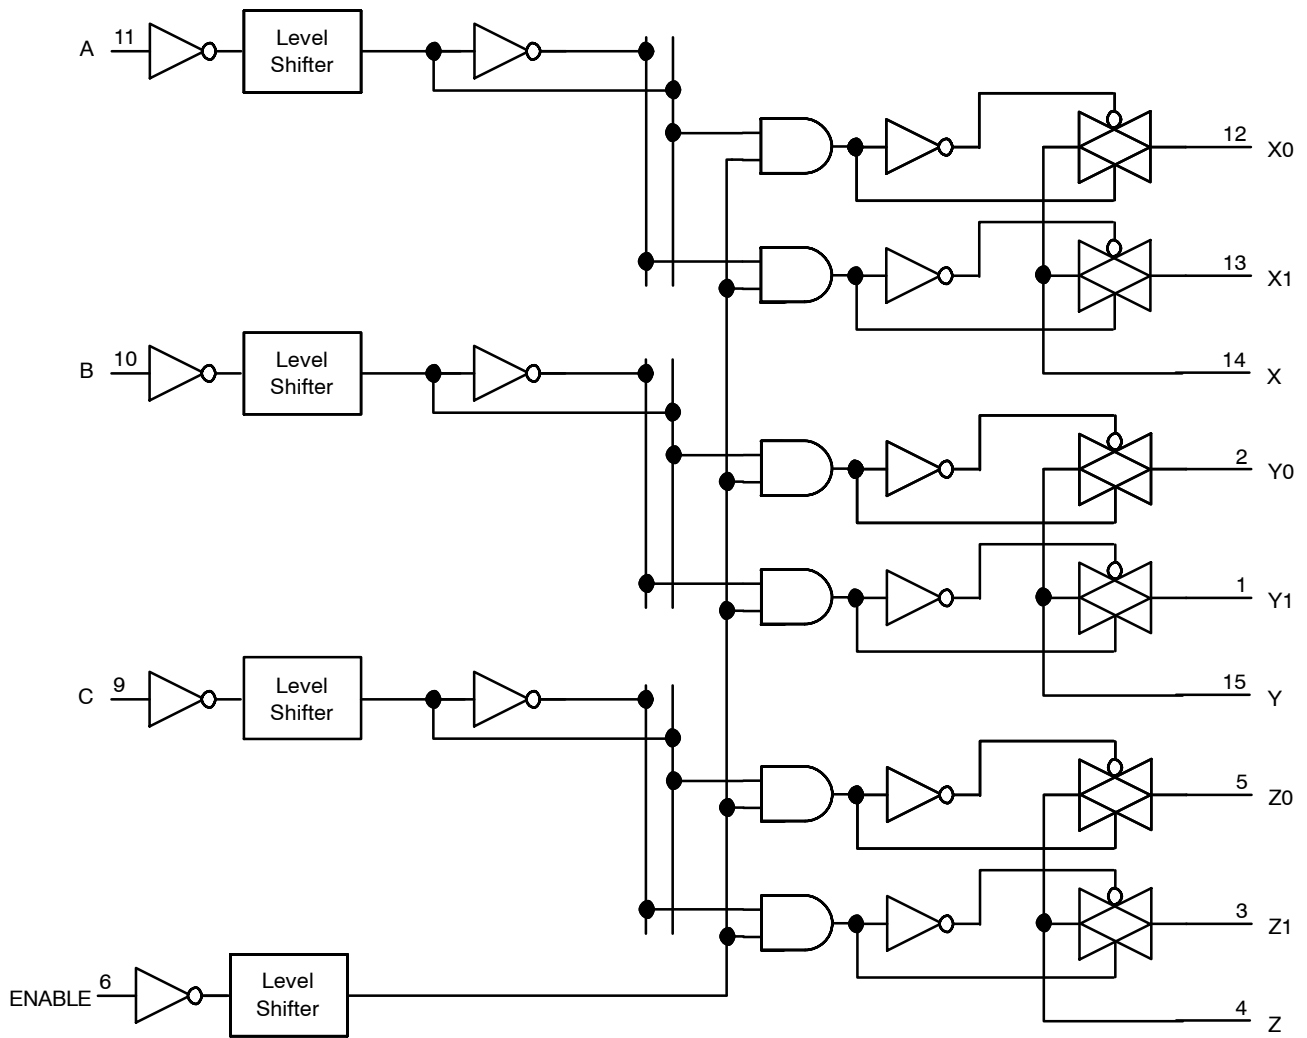 A
11
Level
Shifter
12
X0
13
X1
B
10
Level
Shifter
14
X
2
Y0
1
Y1
C
9
Level
Shifter
15
Y
5
Z0
3
Z1
ENABLE
6
Level
Shifter
4
Z